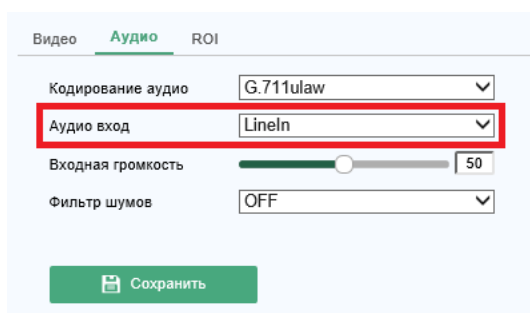 Видео Аудио ROI
Кодирование аудио G.711ulaw
Аудио вход LineIn
Входная громкость 50
Фильтр шумов OFF
Сохранить